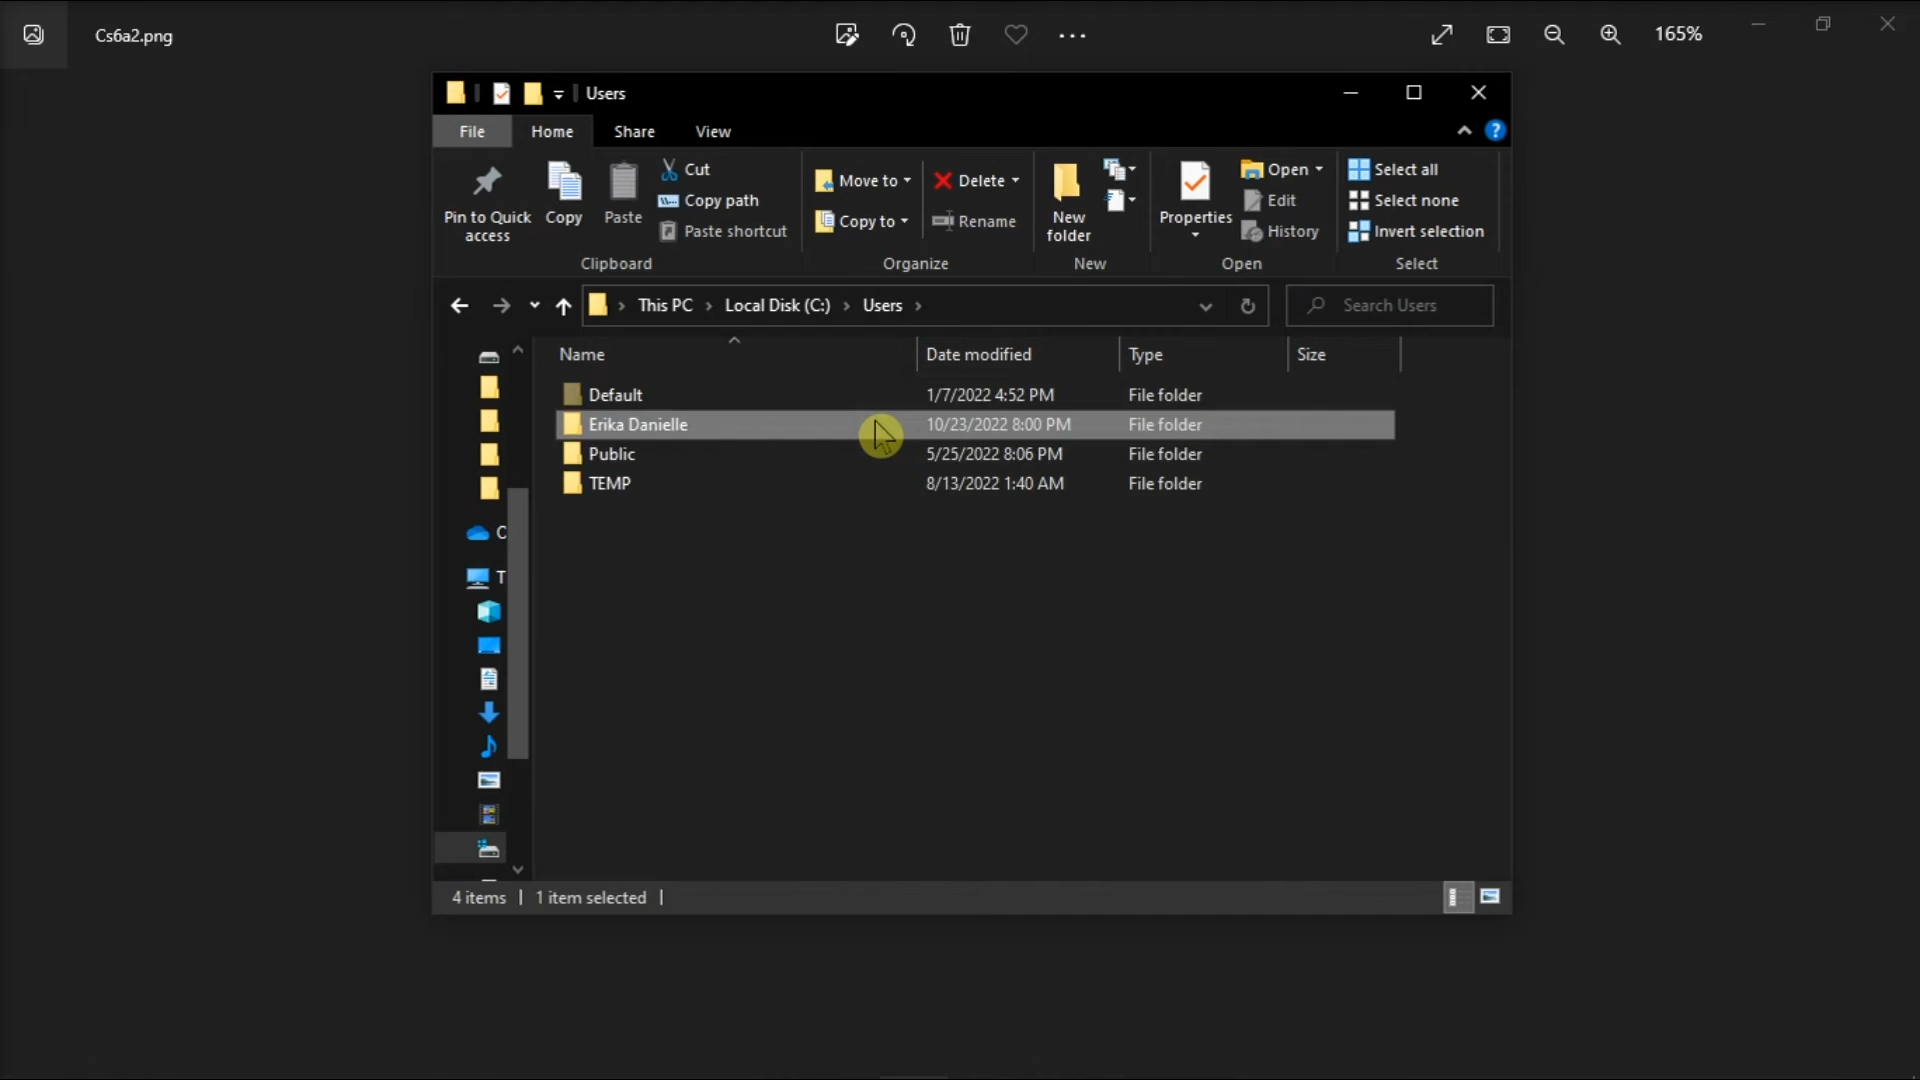 Cs6a2.png
165%
Users
File Home Share View
Pin to Quick access
Copy
Paste
Cut
Copy path
Paste shortcut
Clipboard
Move to
Copy to
Delete
Rename
Organize
New folder
New
Properties
Open
Edit
History
Open
Select all
Select none
Invert selection
Select
This PC > Local Disk (C:) > Users >
Search Users
Name Date modified Type Size
Default 1/7/2022 4:52 PM File folder
Erika Danielle 10/23/2022 8:00 PM File folder
Public 5/25/2022 8:06 PM File folder
TEMP 8/13/2022 1:40 AM File folder
C
T
4 items 1 item selected